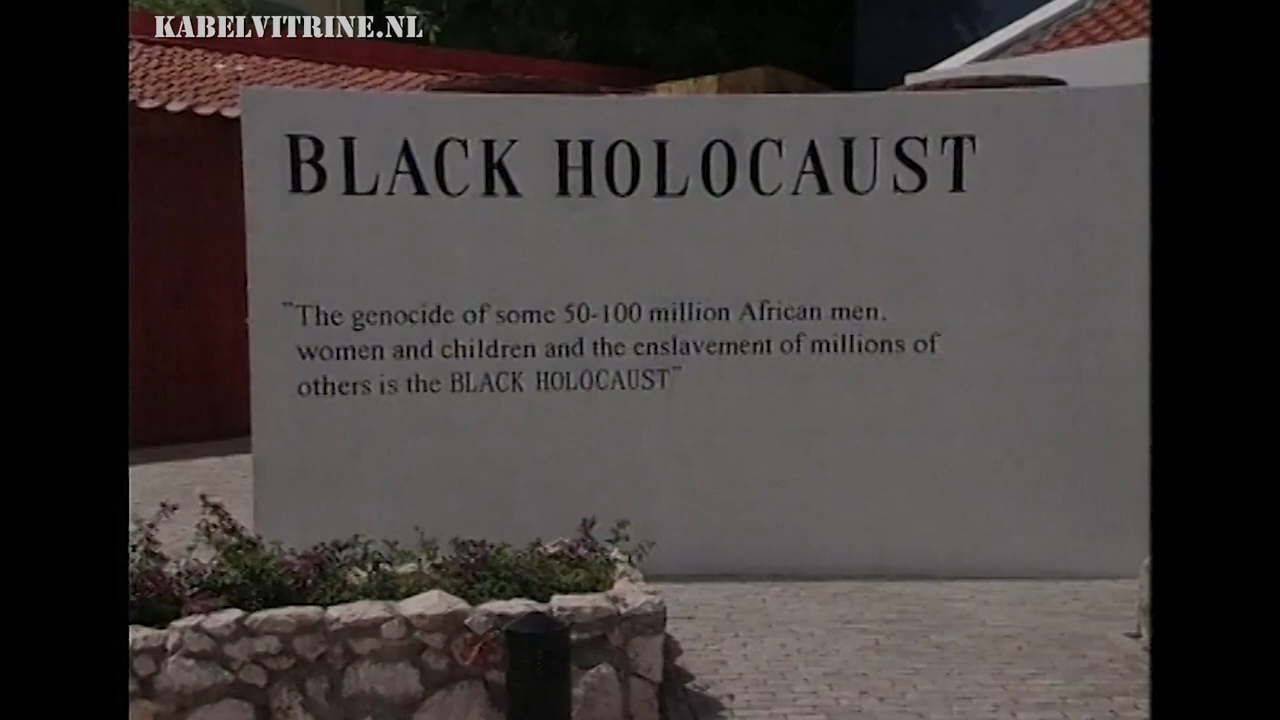 KABELVITRINE.NL
BLACK HOLOCAUST
"The genocide of some 50-100 million African men,
women and children and the enslavement of millions of
others is the BLACK HOLOCAUST"